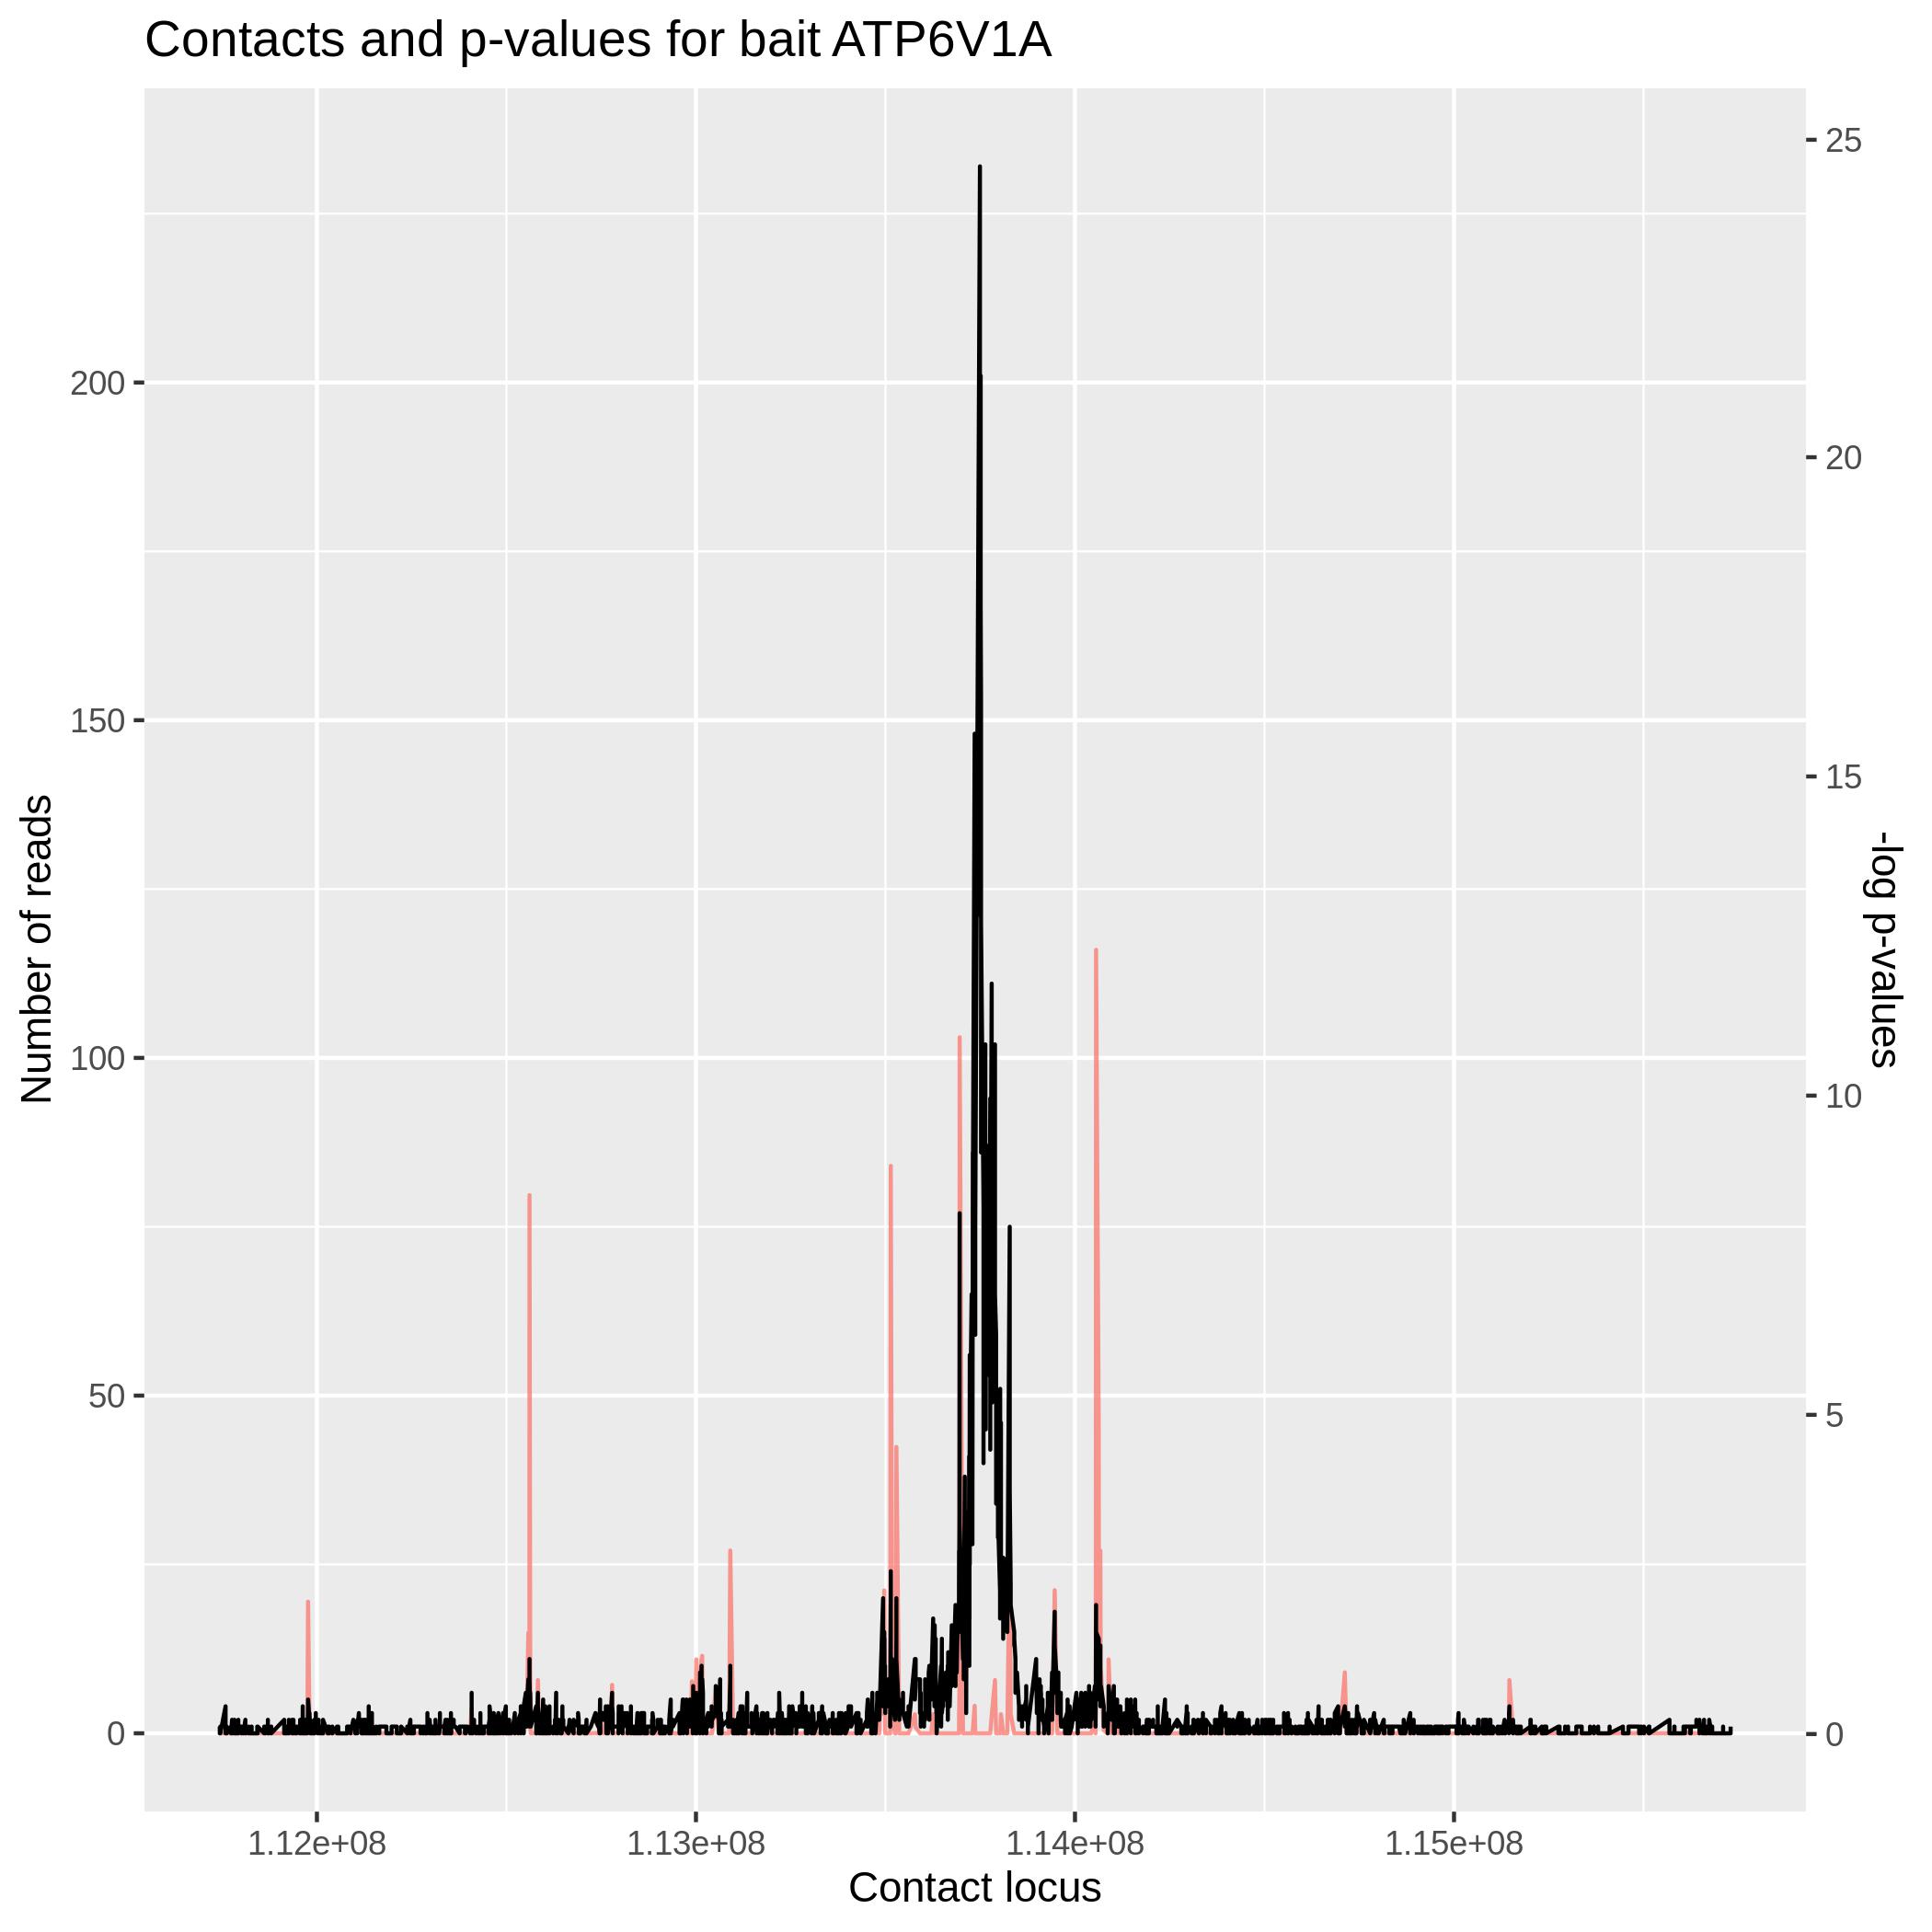 Contacts and p-values for bait ATP6V1A
25
20
15
10
5
0
200
150
100
50
0
Number of reads
-log p-values
1.12e+08
1.13e+08
1.14e+08
1.15e+08
Contact locus